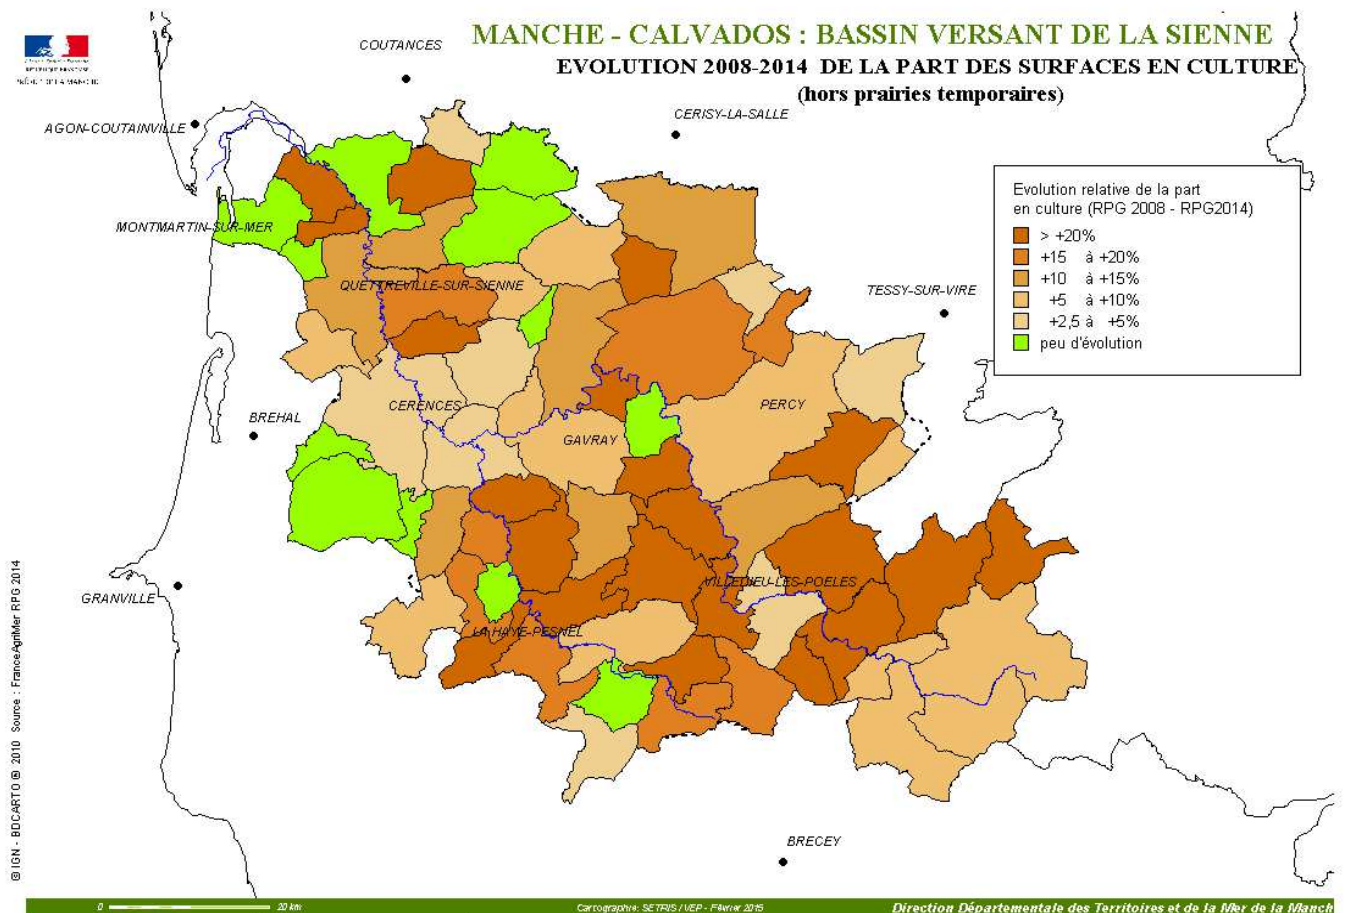 MANCHE - CALVADOS : BASSIN VERSANT DE LA SIENNE
EVOLUTION 2008-2014 DE LA PART DES SURFACES EN CULTURE
(hors prairies temporaires)
COUTANCES
AGON-COUTAINVILLE
CERISY-LA-SALLE
MONTMARTIN-SUR-MER
QUETTREVILLE-SUR-SIENNE
TESSY-SUR-VIRE
BREHAL
CERENCES
PERCY
GAVRAY
GRANVILLE
VILLEDIEU-LES-POELES
LA HAYE-PESNEL
BRECEY
Evolution relative de la part
en culture (RPG 2008 - RPG2014)
> +20%
+15 à +20%
+10 à +15%
+5 à +10%
+2,5 à +5%
peu d'évolution
© IGN - BDCARTO ® 2010 Source : FranceAgriMer RPG 2014
0 20 km
Cartographie: SETRIS / VEP - Février 2015
Direction Départementale des Territoires et de la Mer de la Manch